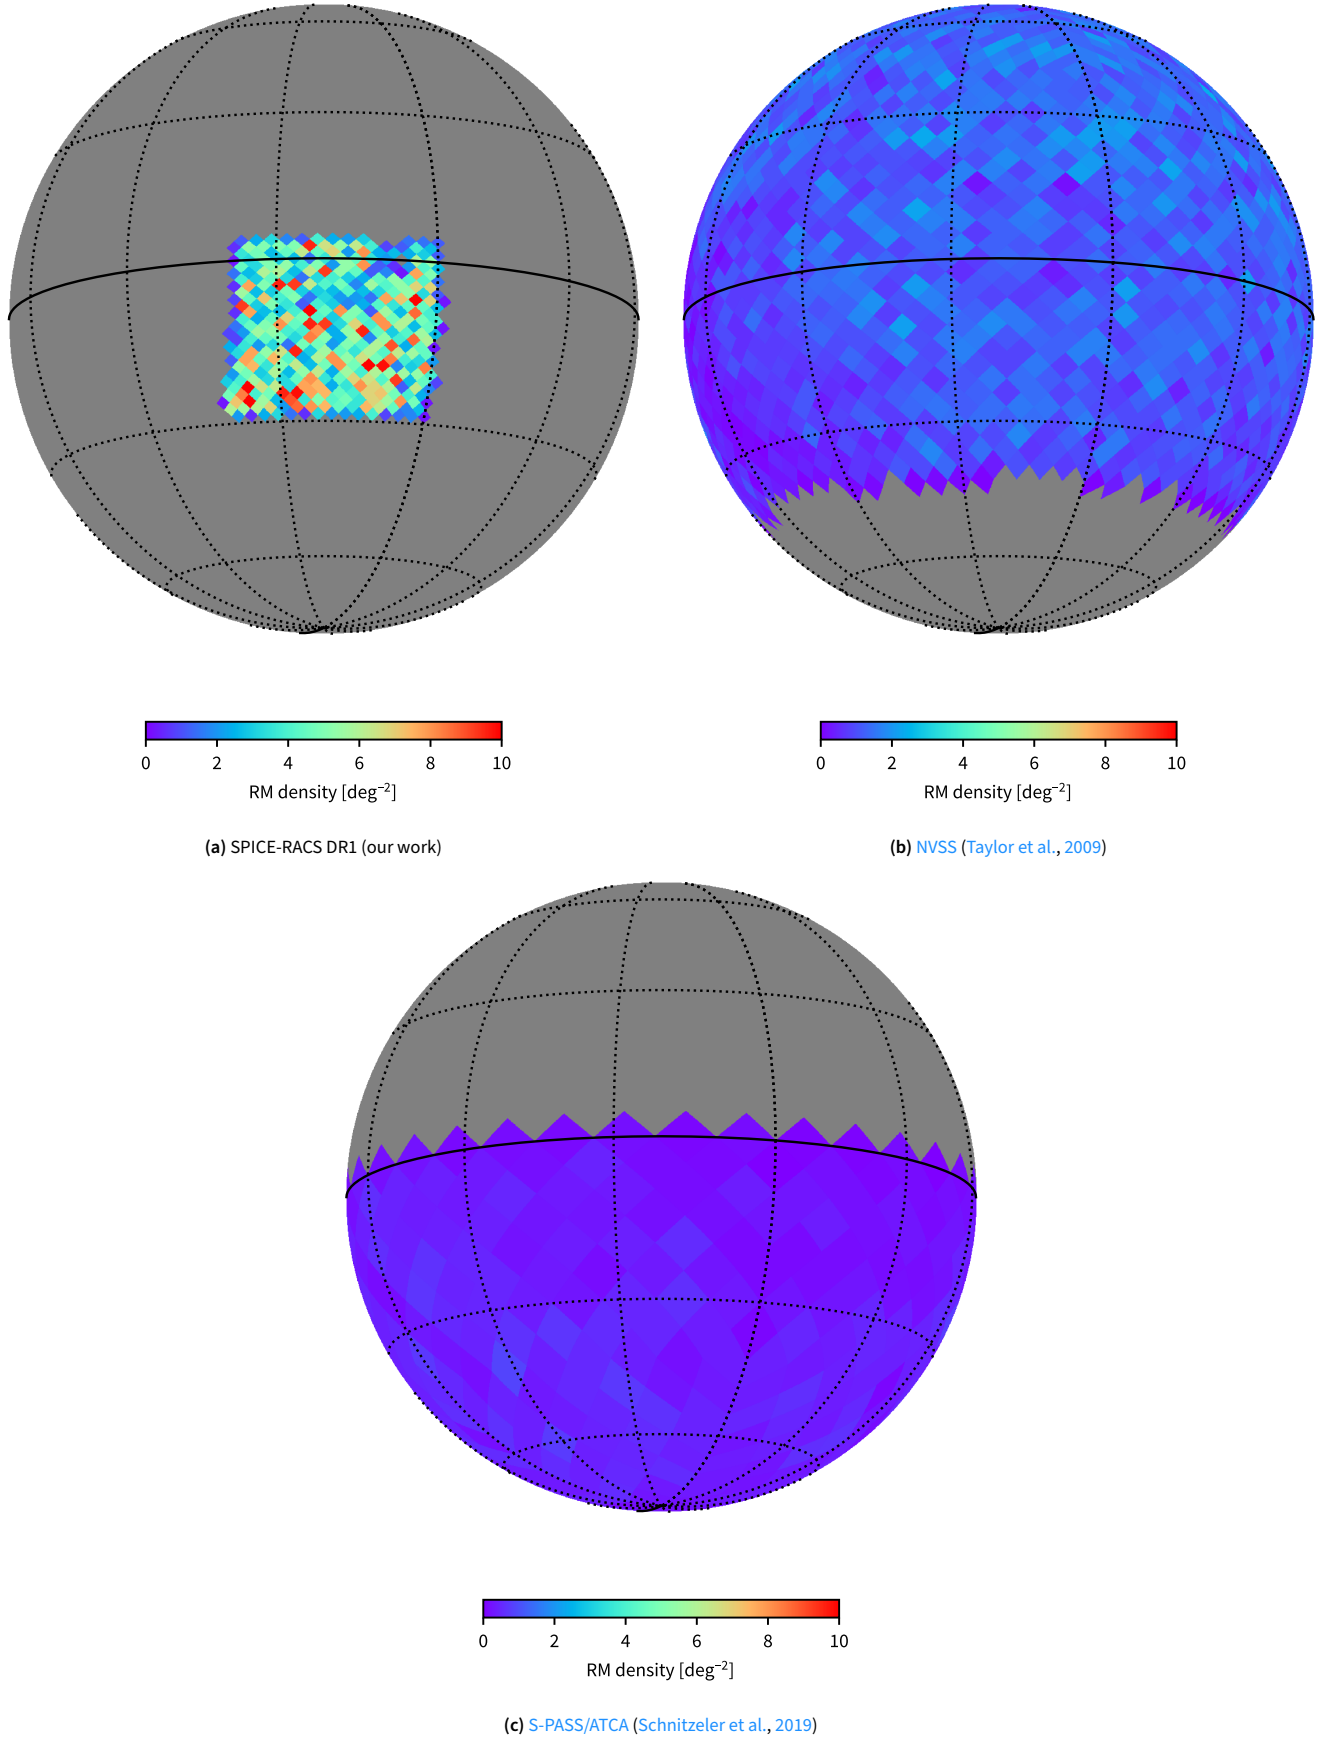 0 2 4 6 8 10
RM density [deg⁻²]
(a) SPICE-RACS DR1 (our work)
0 2 4 6 8 10
RM density [deg⁻²]
(b) NVSS (Taylor et al., 2009)
0 2 4 6 8 10
RM density [deg⁻²]
(c) S-PASS/ATCA (Schnitzeler et al., 2019)